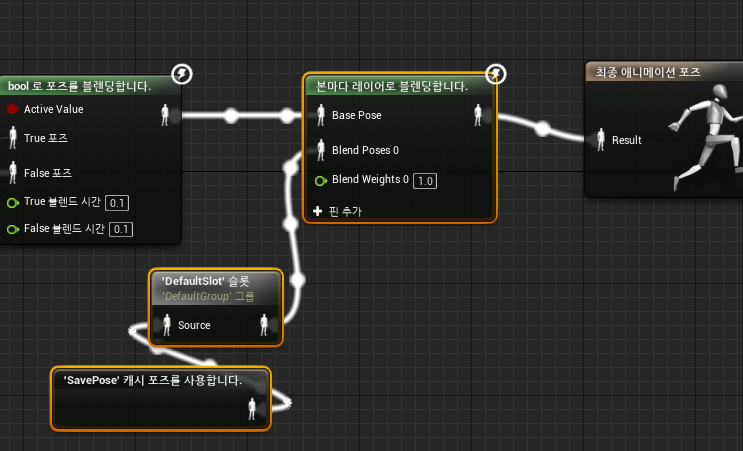 bool 로 포즈를 블렌딩합니다.
Active Value
True 포즈
False 포즈
True 블렌드 시간 0.1
False 블렌드 시간 0.1
본마다 레이어로 블렌딩합니다.
Base Pose
Blend Poses 0
Blend Weights 0 1.0
핀 추가
최종 애니메이션 포즈
Result
'DefaultSlot' 슬롯
'DefaultGroup' 그룹
Source
'SavePose' 캐시 포즈를 사용합니다.